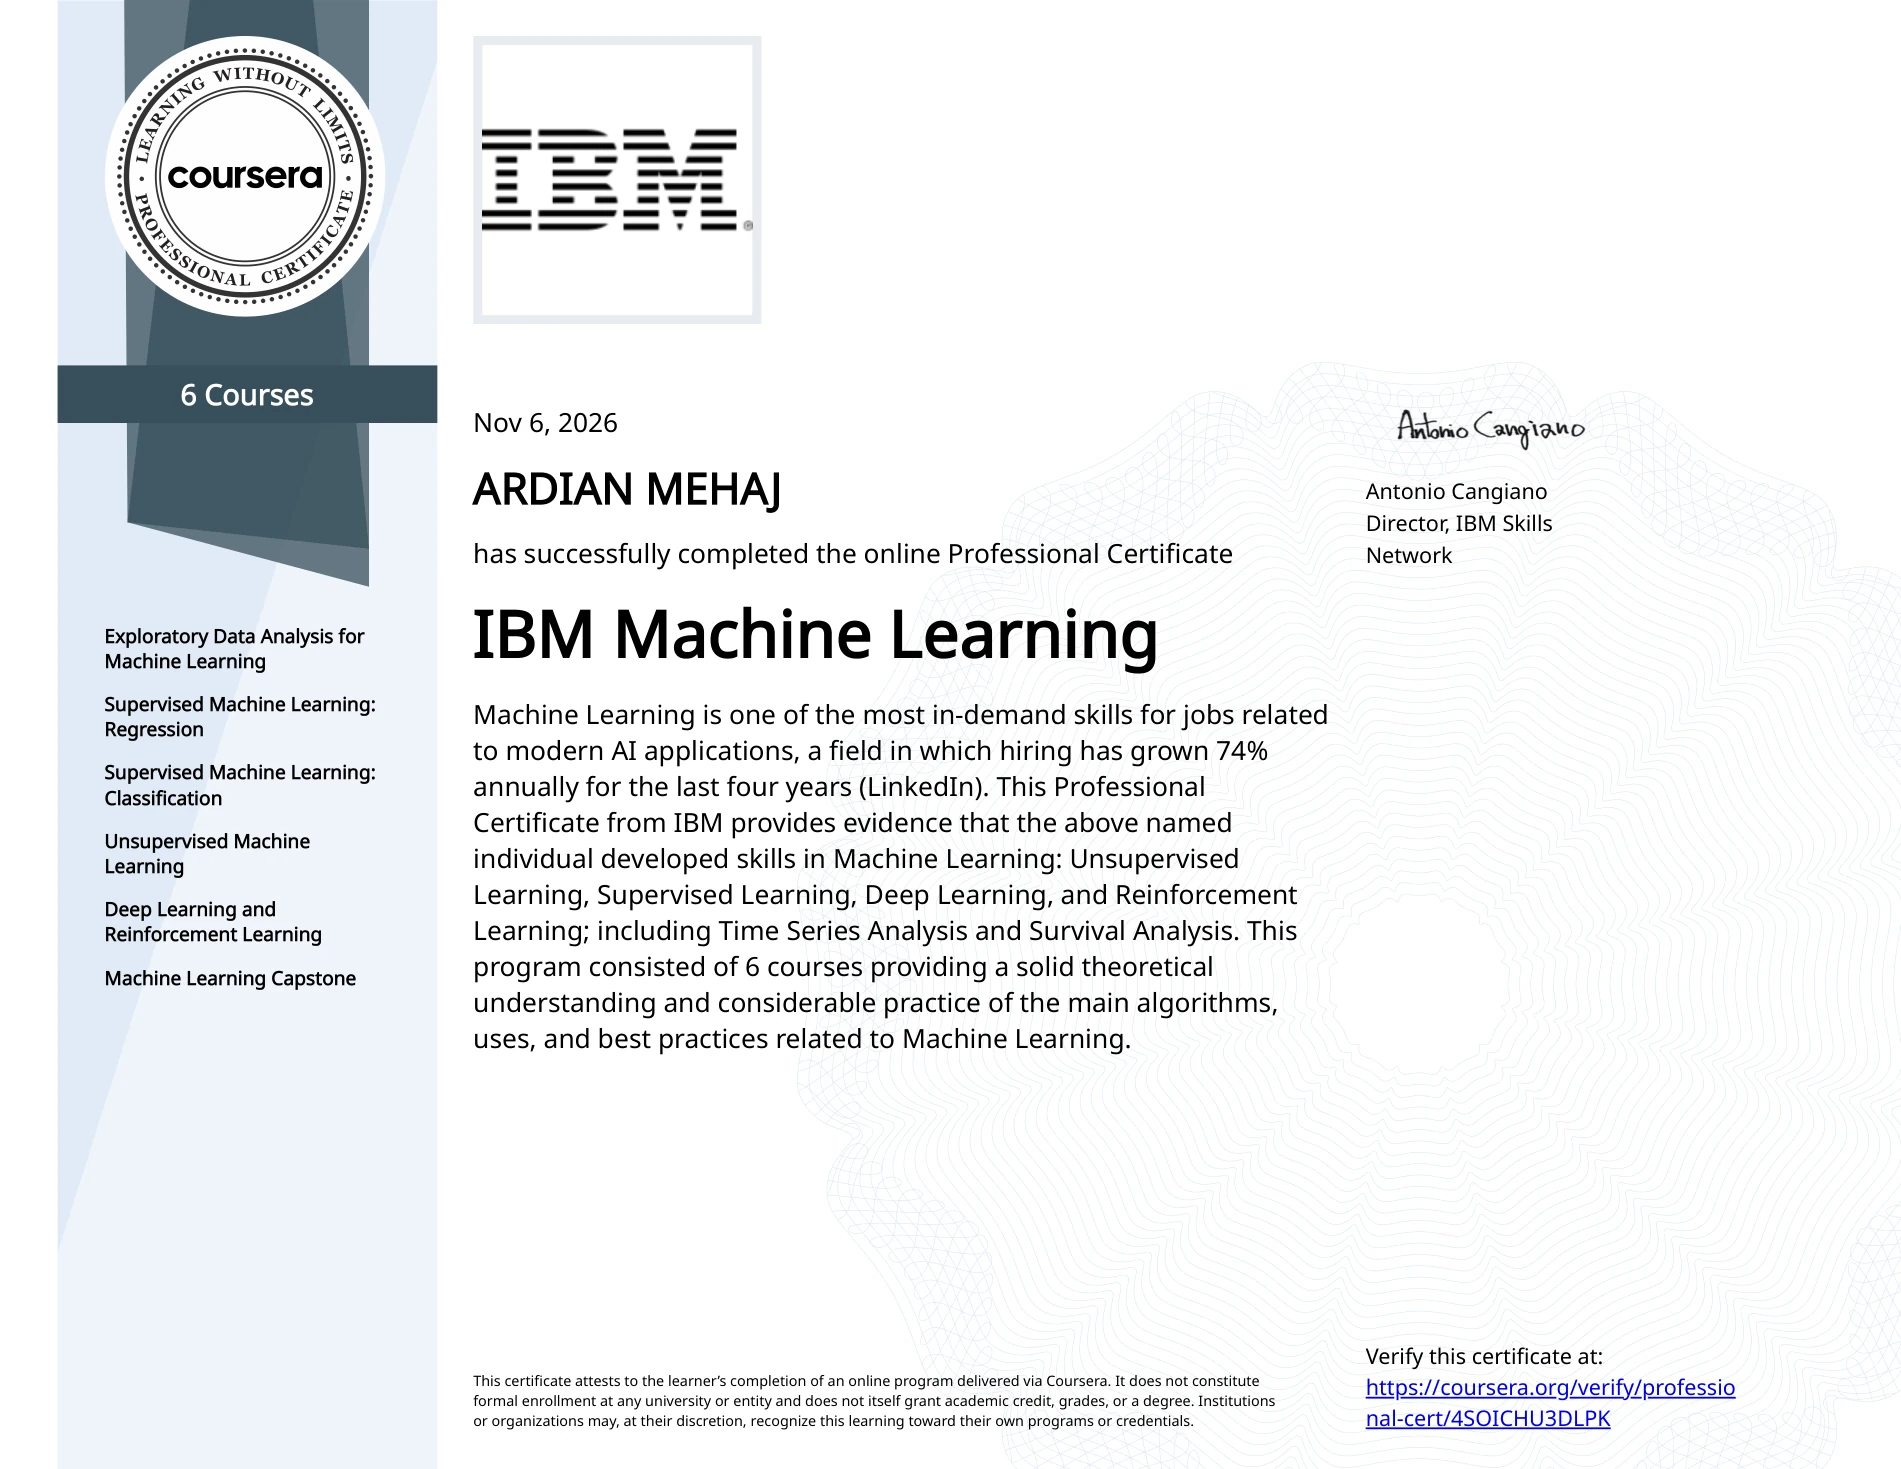 LEARNING WITHOUT LIMITS
coursera
PROFESSIONAL CERTIFICATE
6 Courses
Exploratory Data Analysis for
Machine Learning
Supervised Machine Learning:
Regression
Supervised Machine Learning:
Classification
Unsupervised Machine
Learning
Deep Learning and
Reinforcement Learning
Machine Learning Capstone
IBM®
Nov 6, 2026
ARDIAN MEHAJ
has successfully completed the online Professional Certificate
IBM Machine Learning
Machine Learning is one of the most in-demand skills for jobs related
to modern AI applications, a field in which hiring has grown 74%
annually for the last four years (LinkedIn). This Professional
Certificate from IBM provides evidence that the above named
individual developed skills in Machine Learning: Unsupervised
Learning, Supervised Learning, Deep Learning, and Reinforcement
Learning; including Time Series Analysis and Survival Analysis. This
program consisted of 6 courses providing a solid theoretical
understanding and considerable practice of the main algorithms,
uses, and best practices related to Machine Learning.
Antonio Cangiano
Antonio Cangiano
Director, IBM Skills
Network
This certificate attests to the learner’s completion of an online program delivered via Coursera. It does not constitute
formal enrollment at any university or entity and does not itself grant academic credit, grades, or a degree. Institutions
or organizations may, at their discretion, recognize this learning toward their own programs or credentials.
Verify this certificate at:
https://coursera.org/verify/professio
nal-cert/4SOICHU3DLPK